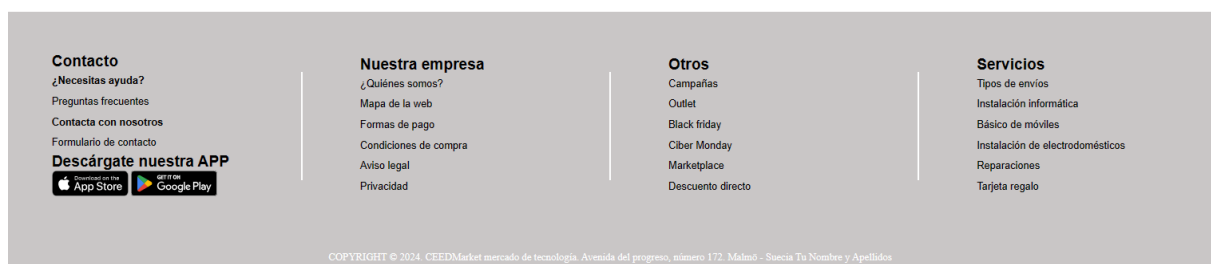 Contacto
¿Necesitas ayuda?
Preguntas frecuentes
Contacta con nosotros
Formulario de contacto
Descárgate nuestra APP
Download on the
App Store
GET IT ON
Google Play
Nuestra empresa
¿Quiénes somos?
Mapa de la web
Formas de pago
Condiciones de compra
Aviso legal
Privacidad
Otros
Campañas
Outlet
Black friday
Ciber Monday
Marketplace
Descuento directo
Servicios
Tipos de envíos
Instalación informática
Básico de móviles
Instalación de electrodomésticos
Reparaciones
Tarjeta regalo
COPYRIGHT © 2024. CEEDMarket mercado de tecnología. Avenida del progreso, número 172. Malmö - Suecia Tu Nombre y Apellidos